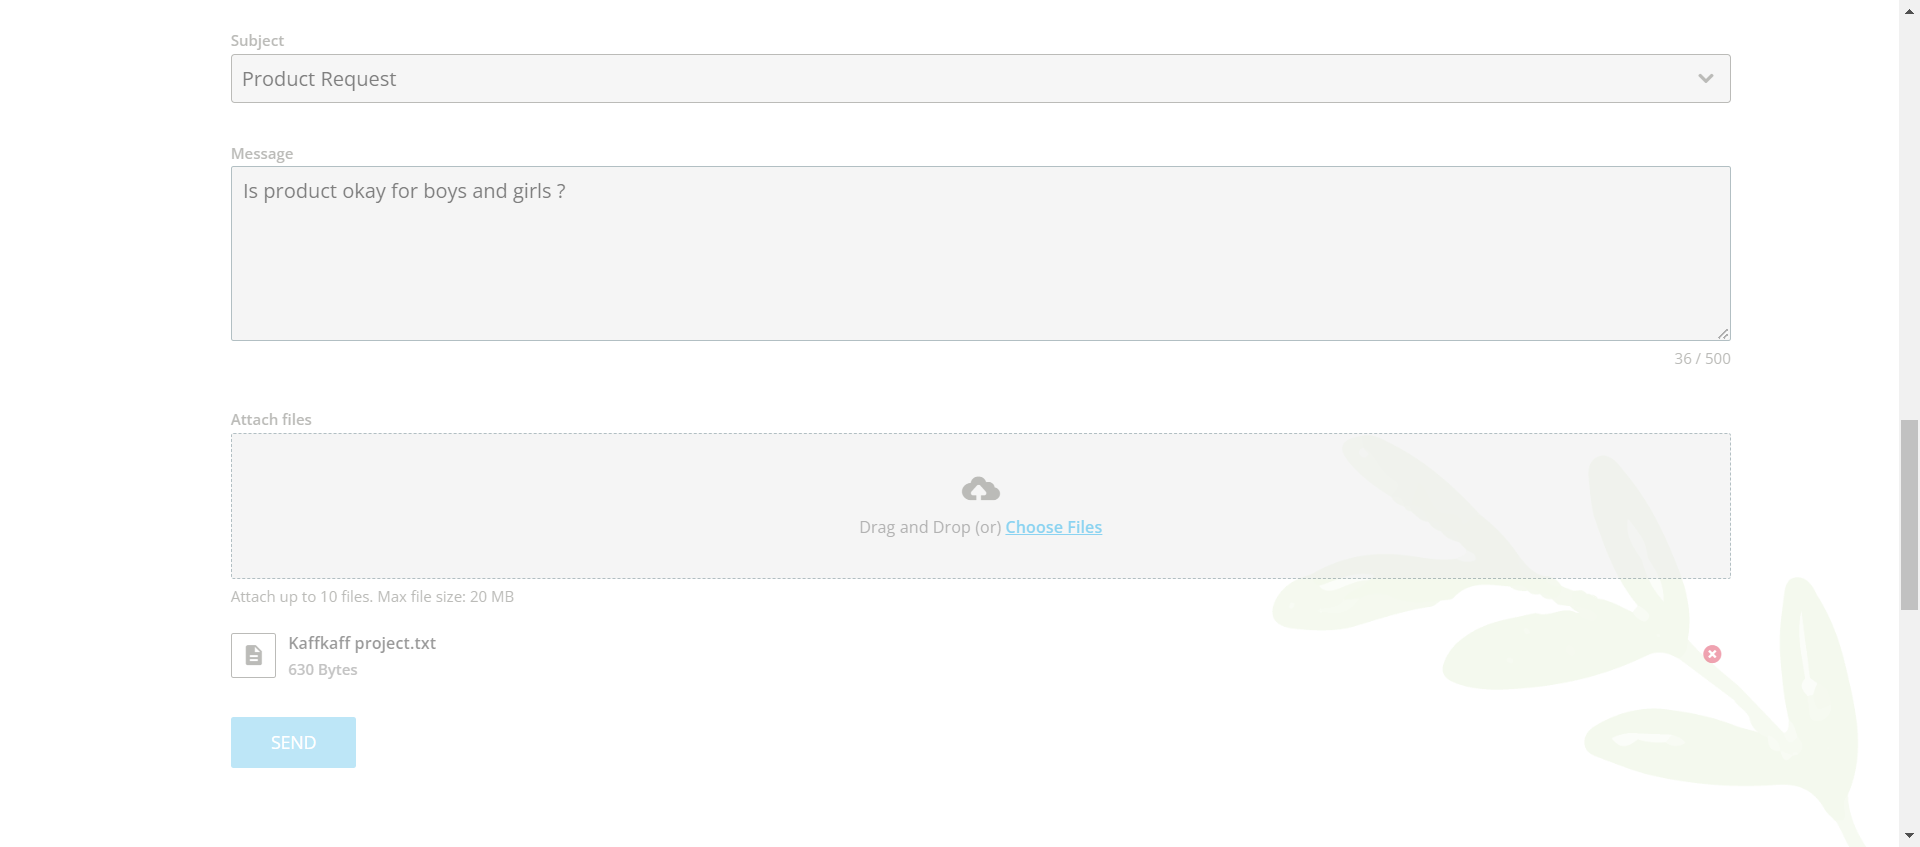 Subject
Product Request
Message
Is product okay for boys and girls ?
36 / 500
Attach files
Drag and Drop (or) Choose Files
Attach up to 10 files. Max file size: 20 MB
Kaffkaff project.txt
630 Bytes
SEND